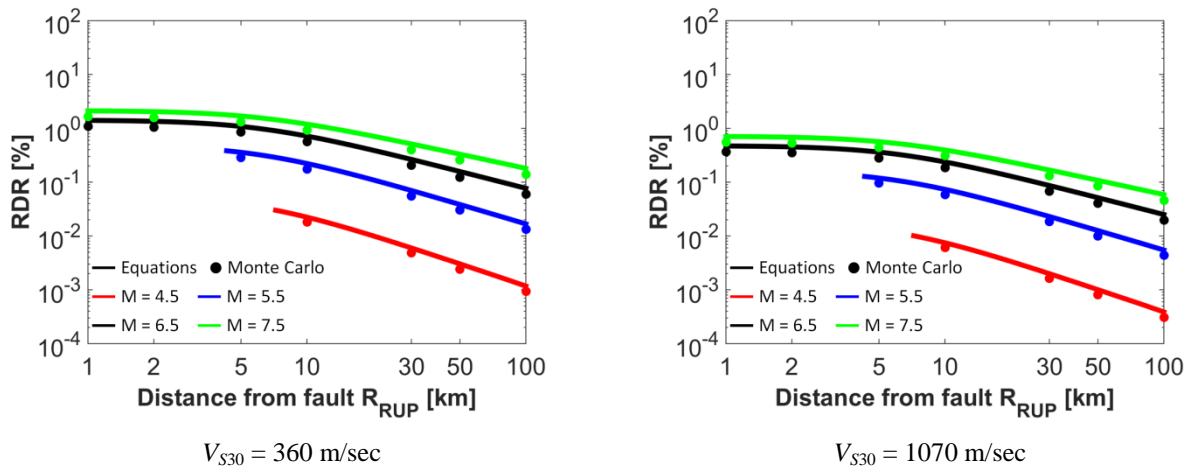 10^2
10^1
10^0
10^-1
10^-2
10^-3
10^-4
RDR [%]
Equations Monte Carlo
M = 4.5 M = 5.5
M = 6.5 M = 7.5
1 2 5 10 30 50 100
Distance from fault R_RUP [km]
V_S30 = 360 m/sec
10^2
10^1
10^0
10^-1
10^-2
10^-3
10^-4
RDR [%]
Equations Monte Carlo
M = 4.5 M = 5.5
M = 6.5 M = 7.5
1 2 5 10 30 50 100
Distance from fault R_RUP [km]
V_S30 = 1070 m/sec